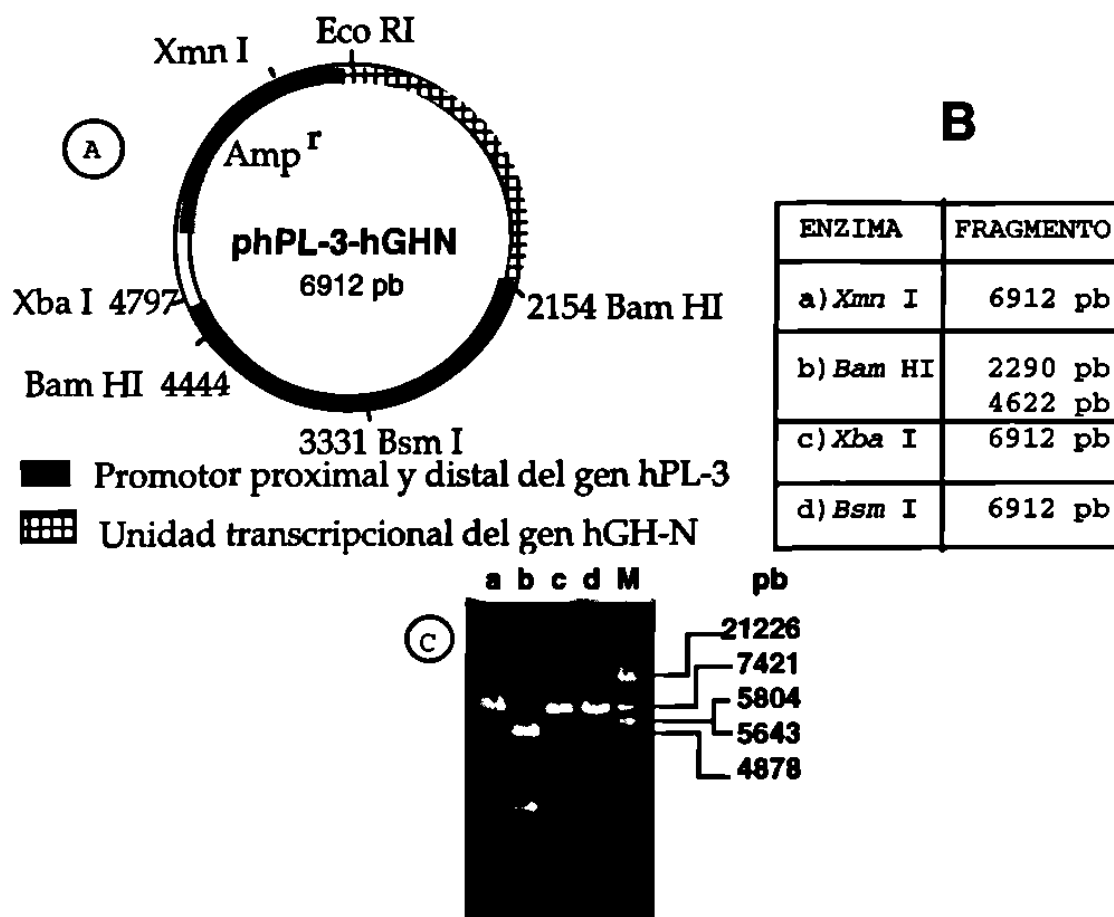 Eco RI
Xmn I
A
Amp r
phPL-3-hGHN
6912 pb
Xba I 4797
2154 Bam HI
Bam HI 4444
3331 Bsm I
Promotor proximal y distal del gen hPL-3
Unidad transcripcional del gen hGH-N
B
ENZIMA FRAGMENTO
a) Xmn I 6912 pb
b) Bam HI 2290 pb
4622 pb
c) Xba I 6912 pb
d) Bsm I 6912 pb
C
a b c d M pb
21226
7421
5804
5643
4878